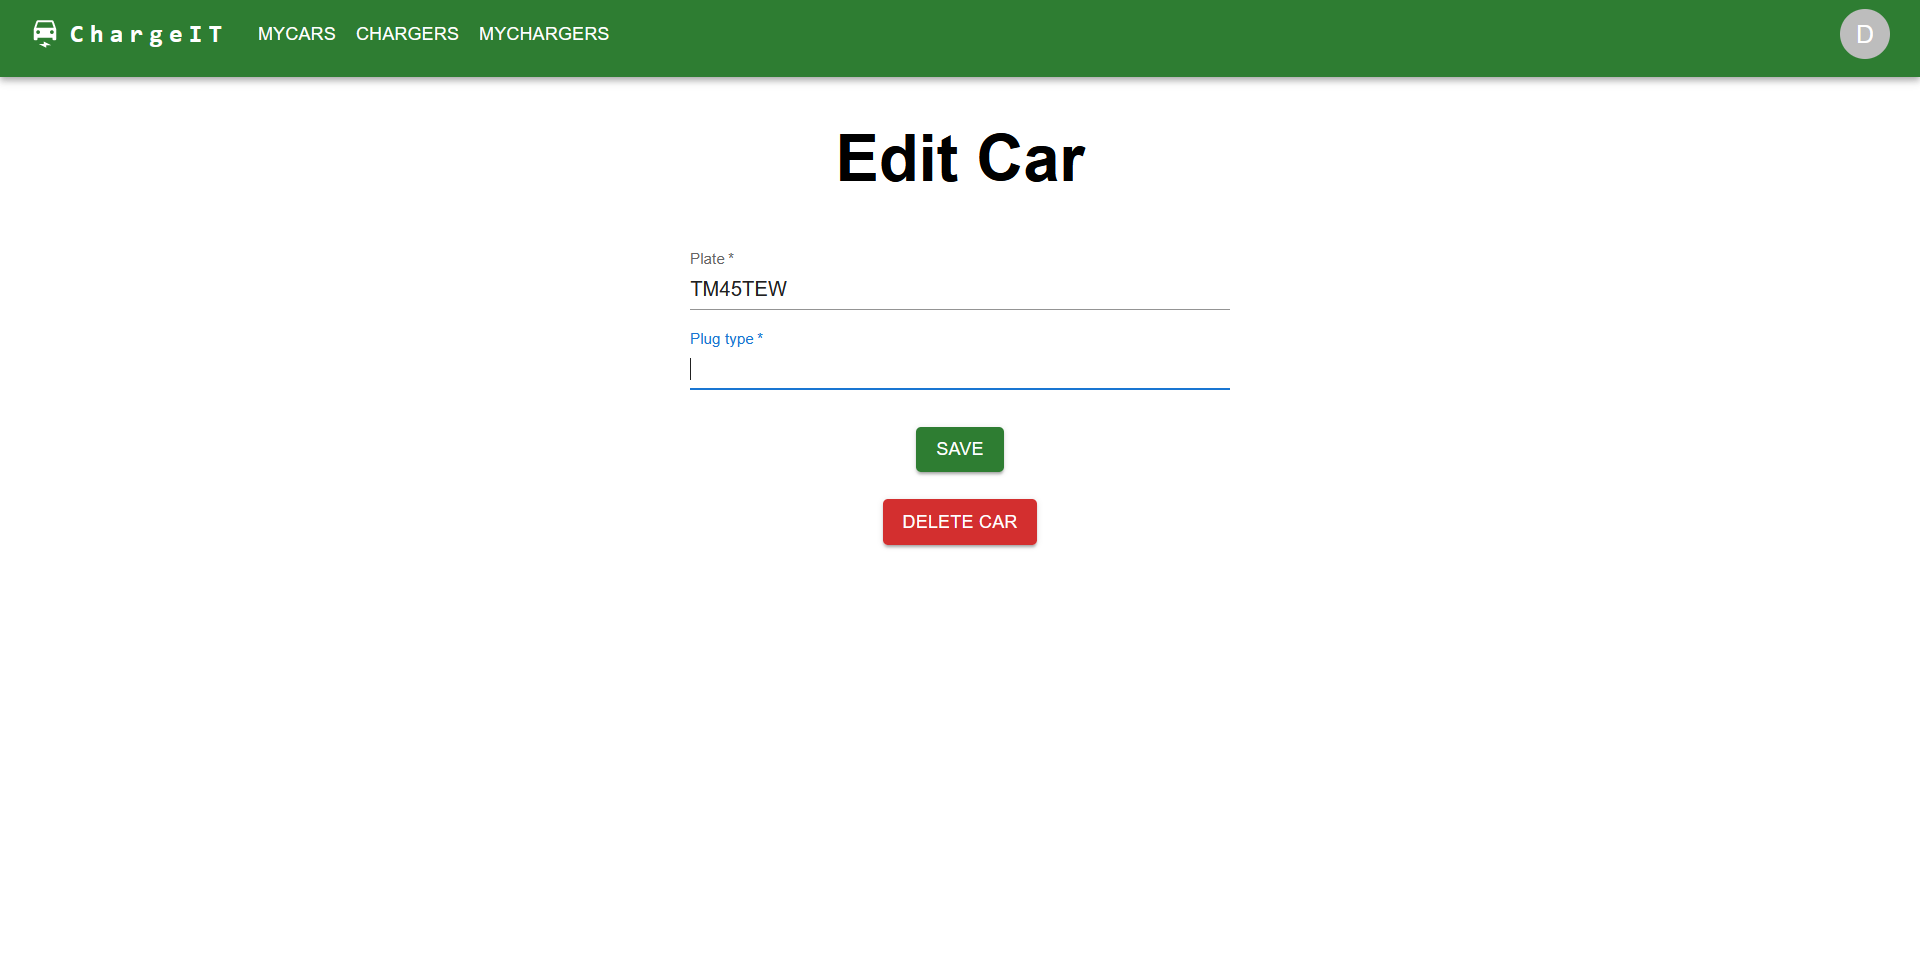 ChargeIT MYCARS CHARGERS MYCHARGERS D
Edit Car
Plate *
TM45TEW
Plug type *
SAVE
DELETE CAR